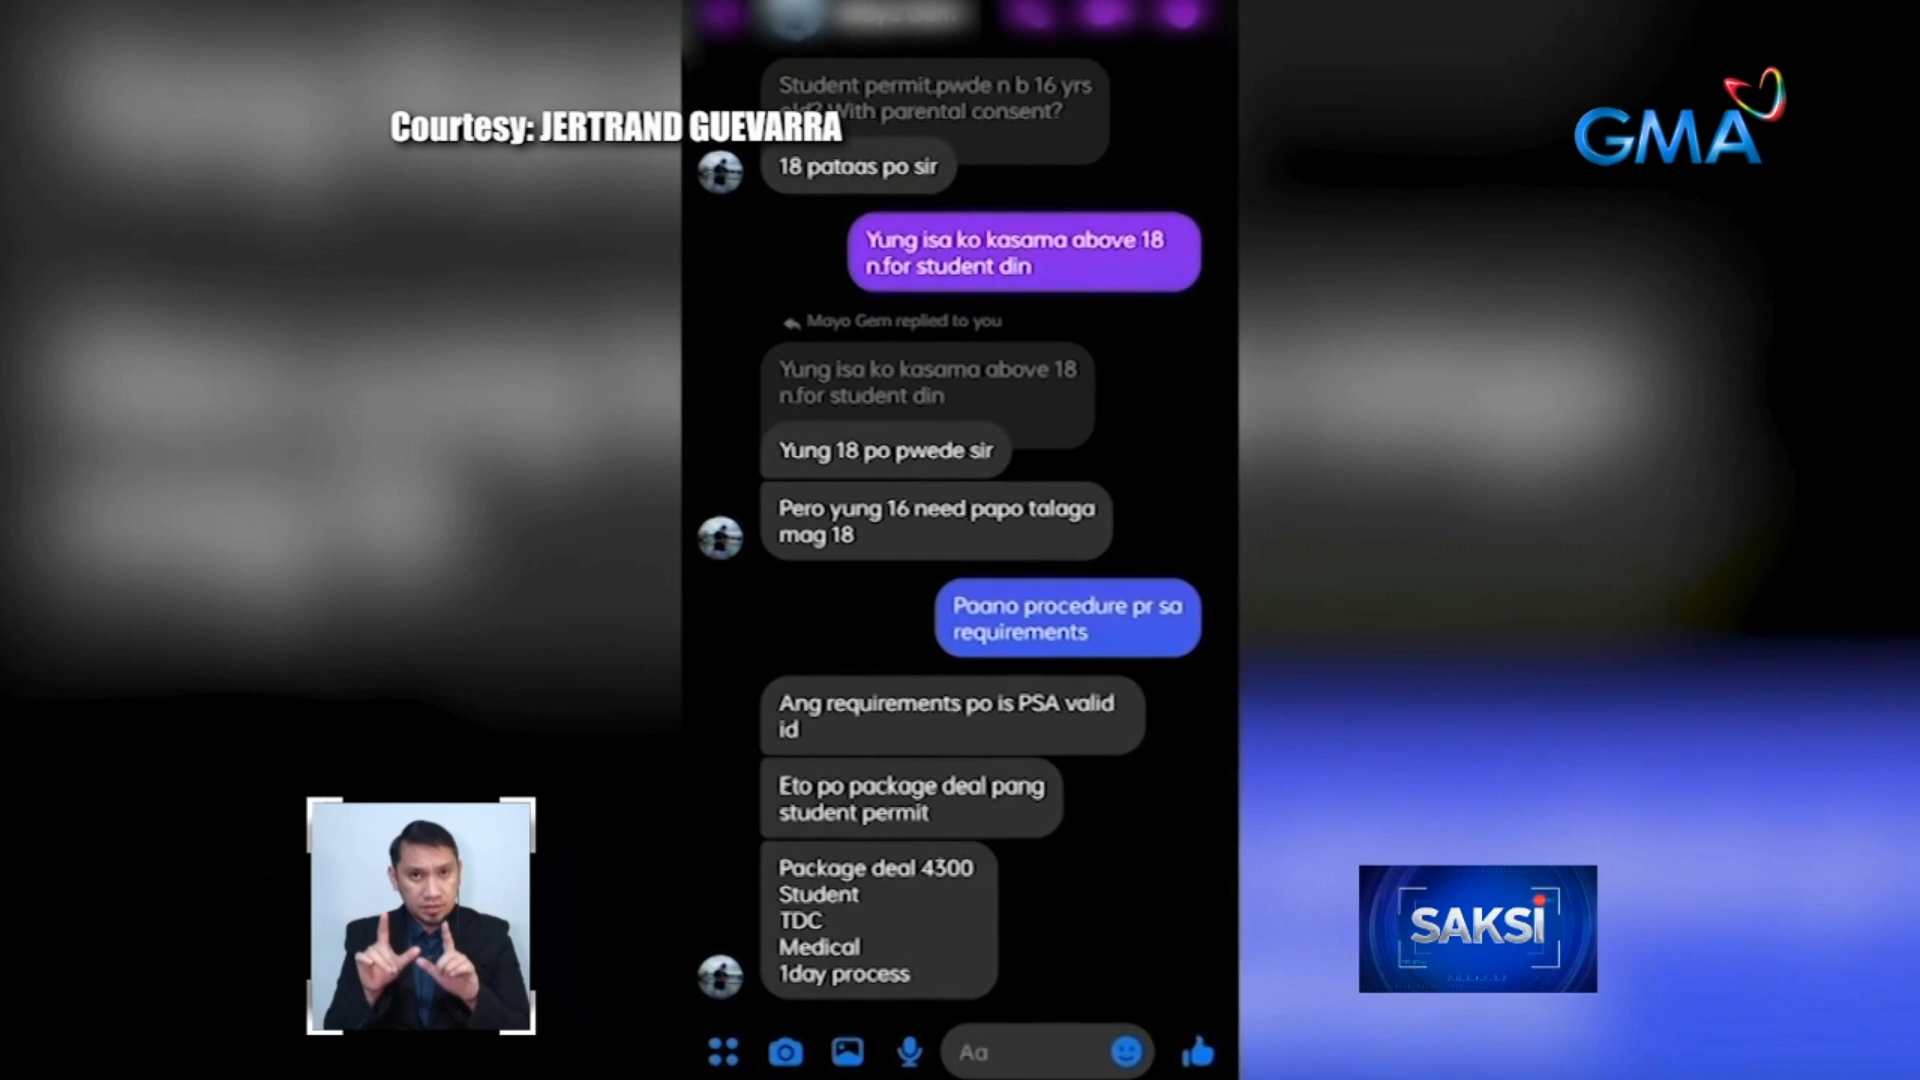 Student permit.pwde n b 16 yrs
With parental consent?
Courtesy: JERTRAND GUEVARRA
GMA
18 pataas po sir
Yung isa ko kasama above 18
n.for student din
Mayo Gem replied to you
Yung isa ko kasama above 18
n.for student din
Yung 18 po pwede sir
Pero yung 16 need papo talaga
mag 18
Paano procedure pr sa
requirements
Ang requirements po is PSA valid
id
Eto po package deal pang
student permit
Package deal 4300
Student
TDC
Medical
1day process
SAKSI
Aa